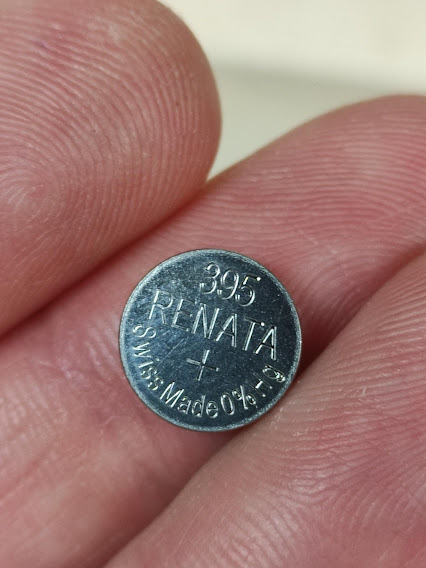 395
RENATA
+
Swiss Made 0% Hg